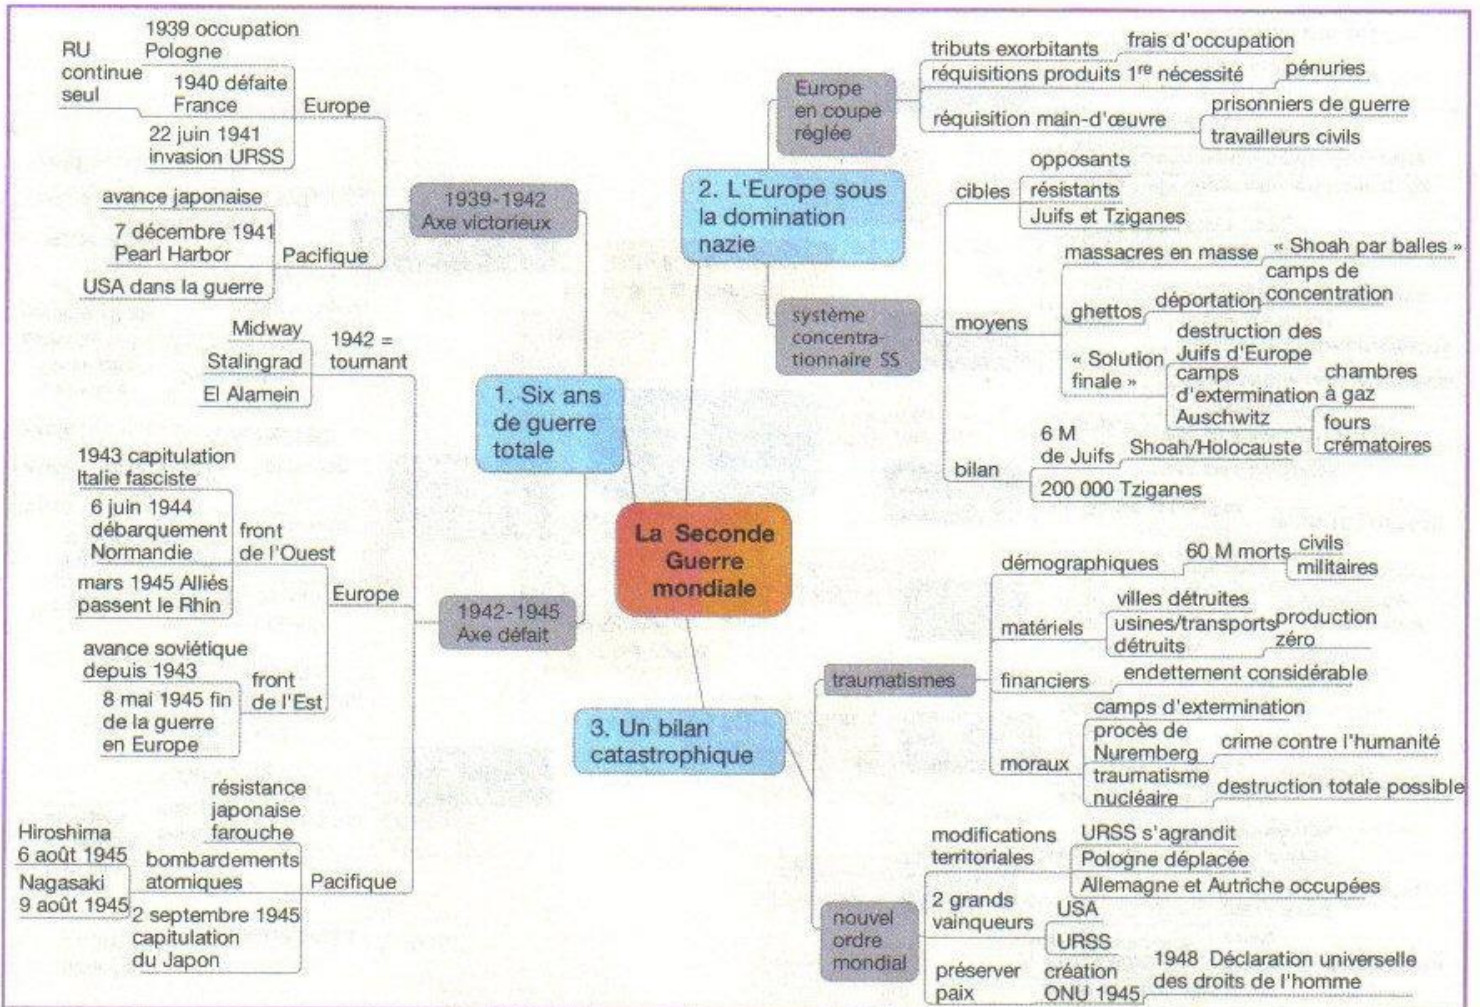 La Seconde
Guerre
mondiale
1. Six ans
de guerre
totale
1939-1942
Axe victorieux
Europe
1939 occupation
Pologne
1940 défaite
France
RU
continue
seul
22 juin 1941
invasion URSS
Pacifique
avance japonaise
7 décembre 1941
Pearl Harbor
USA dans la guerre
1942-1945
Axe défait
1942 =
tournant
Midway
Stalingrad
El Alamein
Europe
front
de l'Ouest
1943 capitulation
Italie fasciste
6 juin 1944
débarquement
Normandie
mars 1945 Alliés
passent le Rhin
front
de l'Est
avance soviétique
depuis 1943
8 mai 1945 fin
de la guerre
en Europe
Pacifique
résistance
japonaise
farouche
bombardements
atomiques
Hiroshima
6 août 1945
Nagasaki
9 août 1945
2 septembre 1945
capitulation
du Japon
2. L'Europe sous
la domination
nazie
Europe
en coupe
réglée
tributs exorbitants
frais d'occupation
réquisitions produits 1re nécessité
pénuries
réquisition main-d'œuvre
prisonniers de guerre
travailleurs civils
système
concentra-
tionnaire SS
cibles
opposants
résistants
Juifs et Tziganes
moyens
massacres en masse
« Shoah par balles »
ghettos
déportation
camps de
concentration
« Solution
finale »
destruction des
Juifs d'Europe
camps
d'extermination
Auschwitz
chambres
à gaz
fours
crématoires
bilan
6 M
de Juifs
Shoah/Holocauste
200 000 Tziganes
3. Un bilan
catastrophique
traumatismes
démographiques
60 M morts
civils
militaires
matériels
villes détruites
usines/transports
détruits
production
zéro
financiers
endettement considérable
moraux
camps d'extermination
procès de
Nuremberg
crime contre l'humanité
traumatisme
nucléaire
destruction totale possible
nouvel
ordre
mondial
modifications
territoriales
URSS s'agrandit
Pologne déplacée
Allemagne et Autriche occupées
2 grands
vainqueurs
USA
URSS
préserver
paix
création
ONU 1945
1948 Déclaration universelle
des droits de l'homme